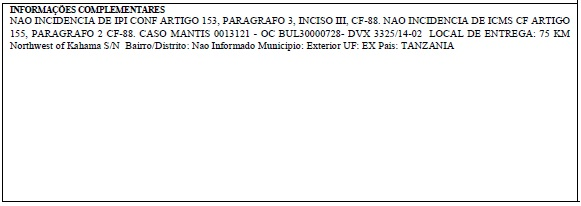 INFORMAÇÕES COMPLEMENTARES
NAO INCIDENCIA DE IPI CONF ARTIGO 153, PARAGRAFO 3, INCISO III, CF-88. NAO INCIDENCIA DE ICMS CF ARTIGO
155, PARAGRAFO 2 CF-88. CASO MANTIS 0013121 - OC BUL30000728- DVX 3325/14-02 LOCAL DE ENTREGA: 75 KM
Northwest of Kahama S/N Bairro/Distrito: Nao Informado Municipio: Exterior UF: EX Pais: TANZANIA